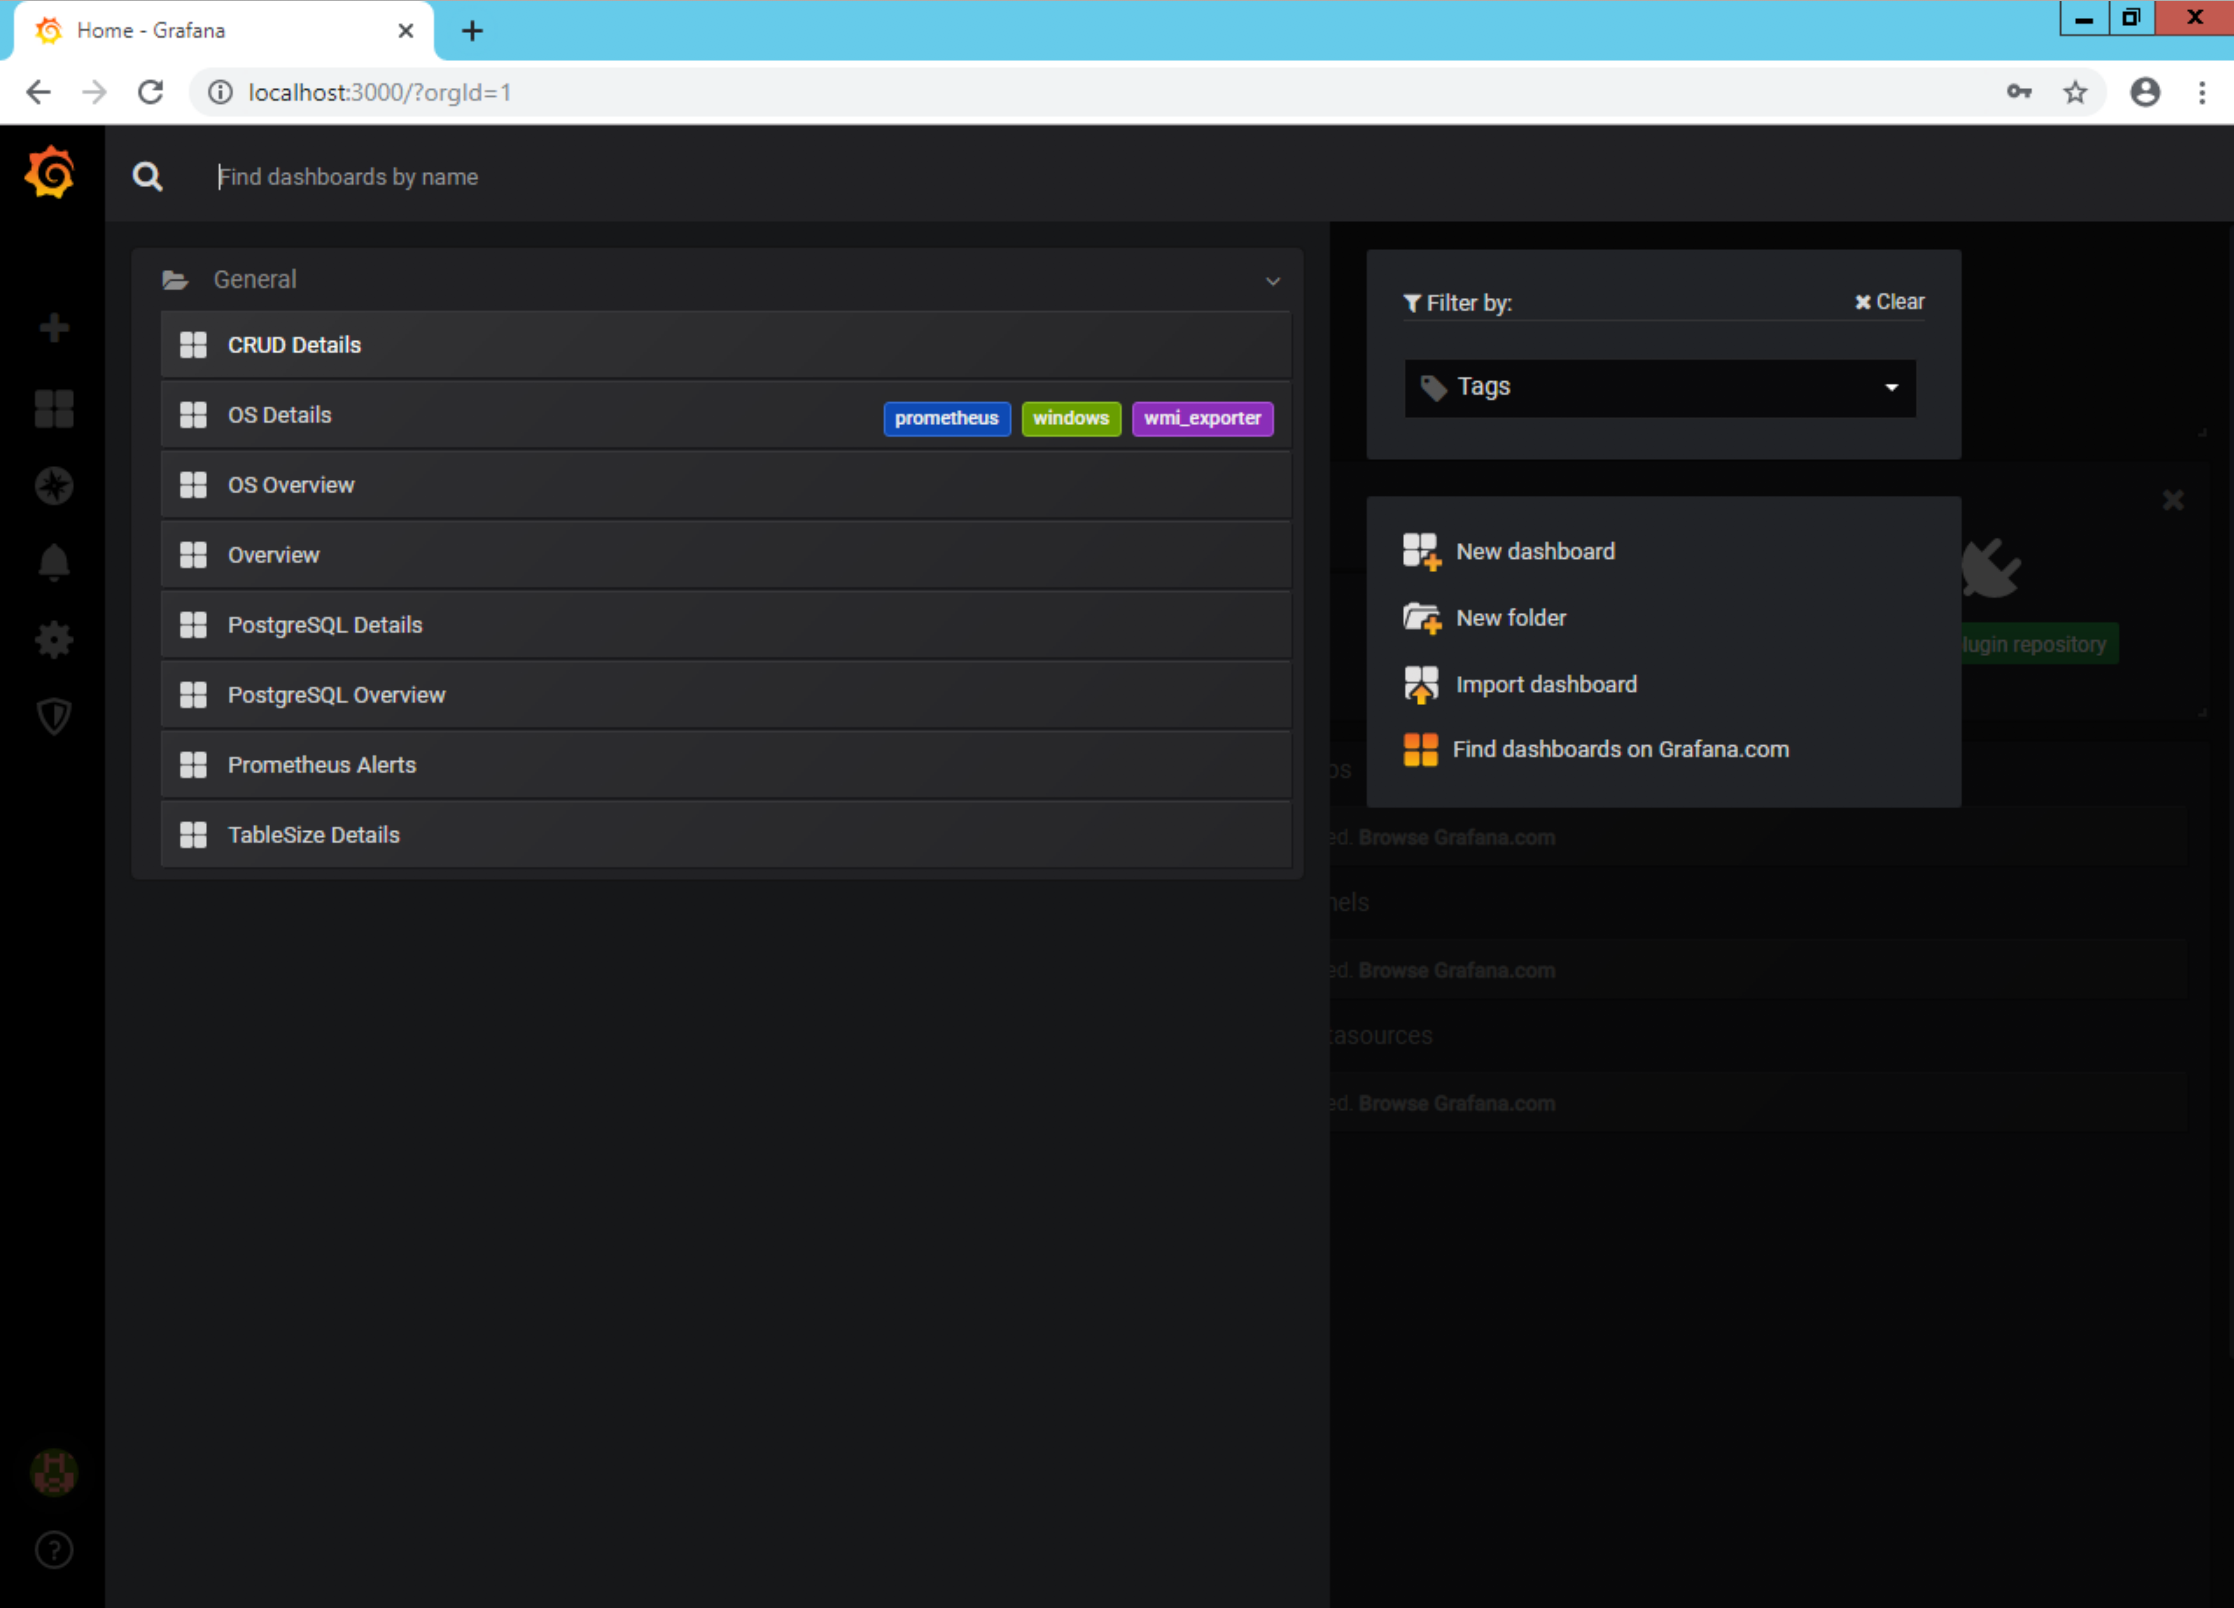 Home - Grafana
localhost:3000/?orgId=1
Find dashboards by name
General
CRUD Details
OS Details prometheus windows wmi_exporter
OS Overview
Overview
PostgreSQL Details
PostgreSQL Overview
Prometheus Alerts
TableSize Details
Filter by: Clear
Tags
New dashboard
New folder
Import dashboard
Find dashboards on Grafana.com
lugin repository
ps
ed. Browse Grafana.com
nels
ed. Browse Grafana.com
tasources
ed. Browse Grafana.com